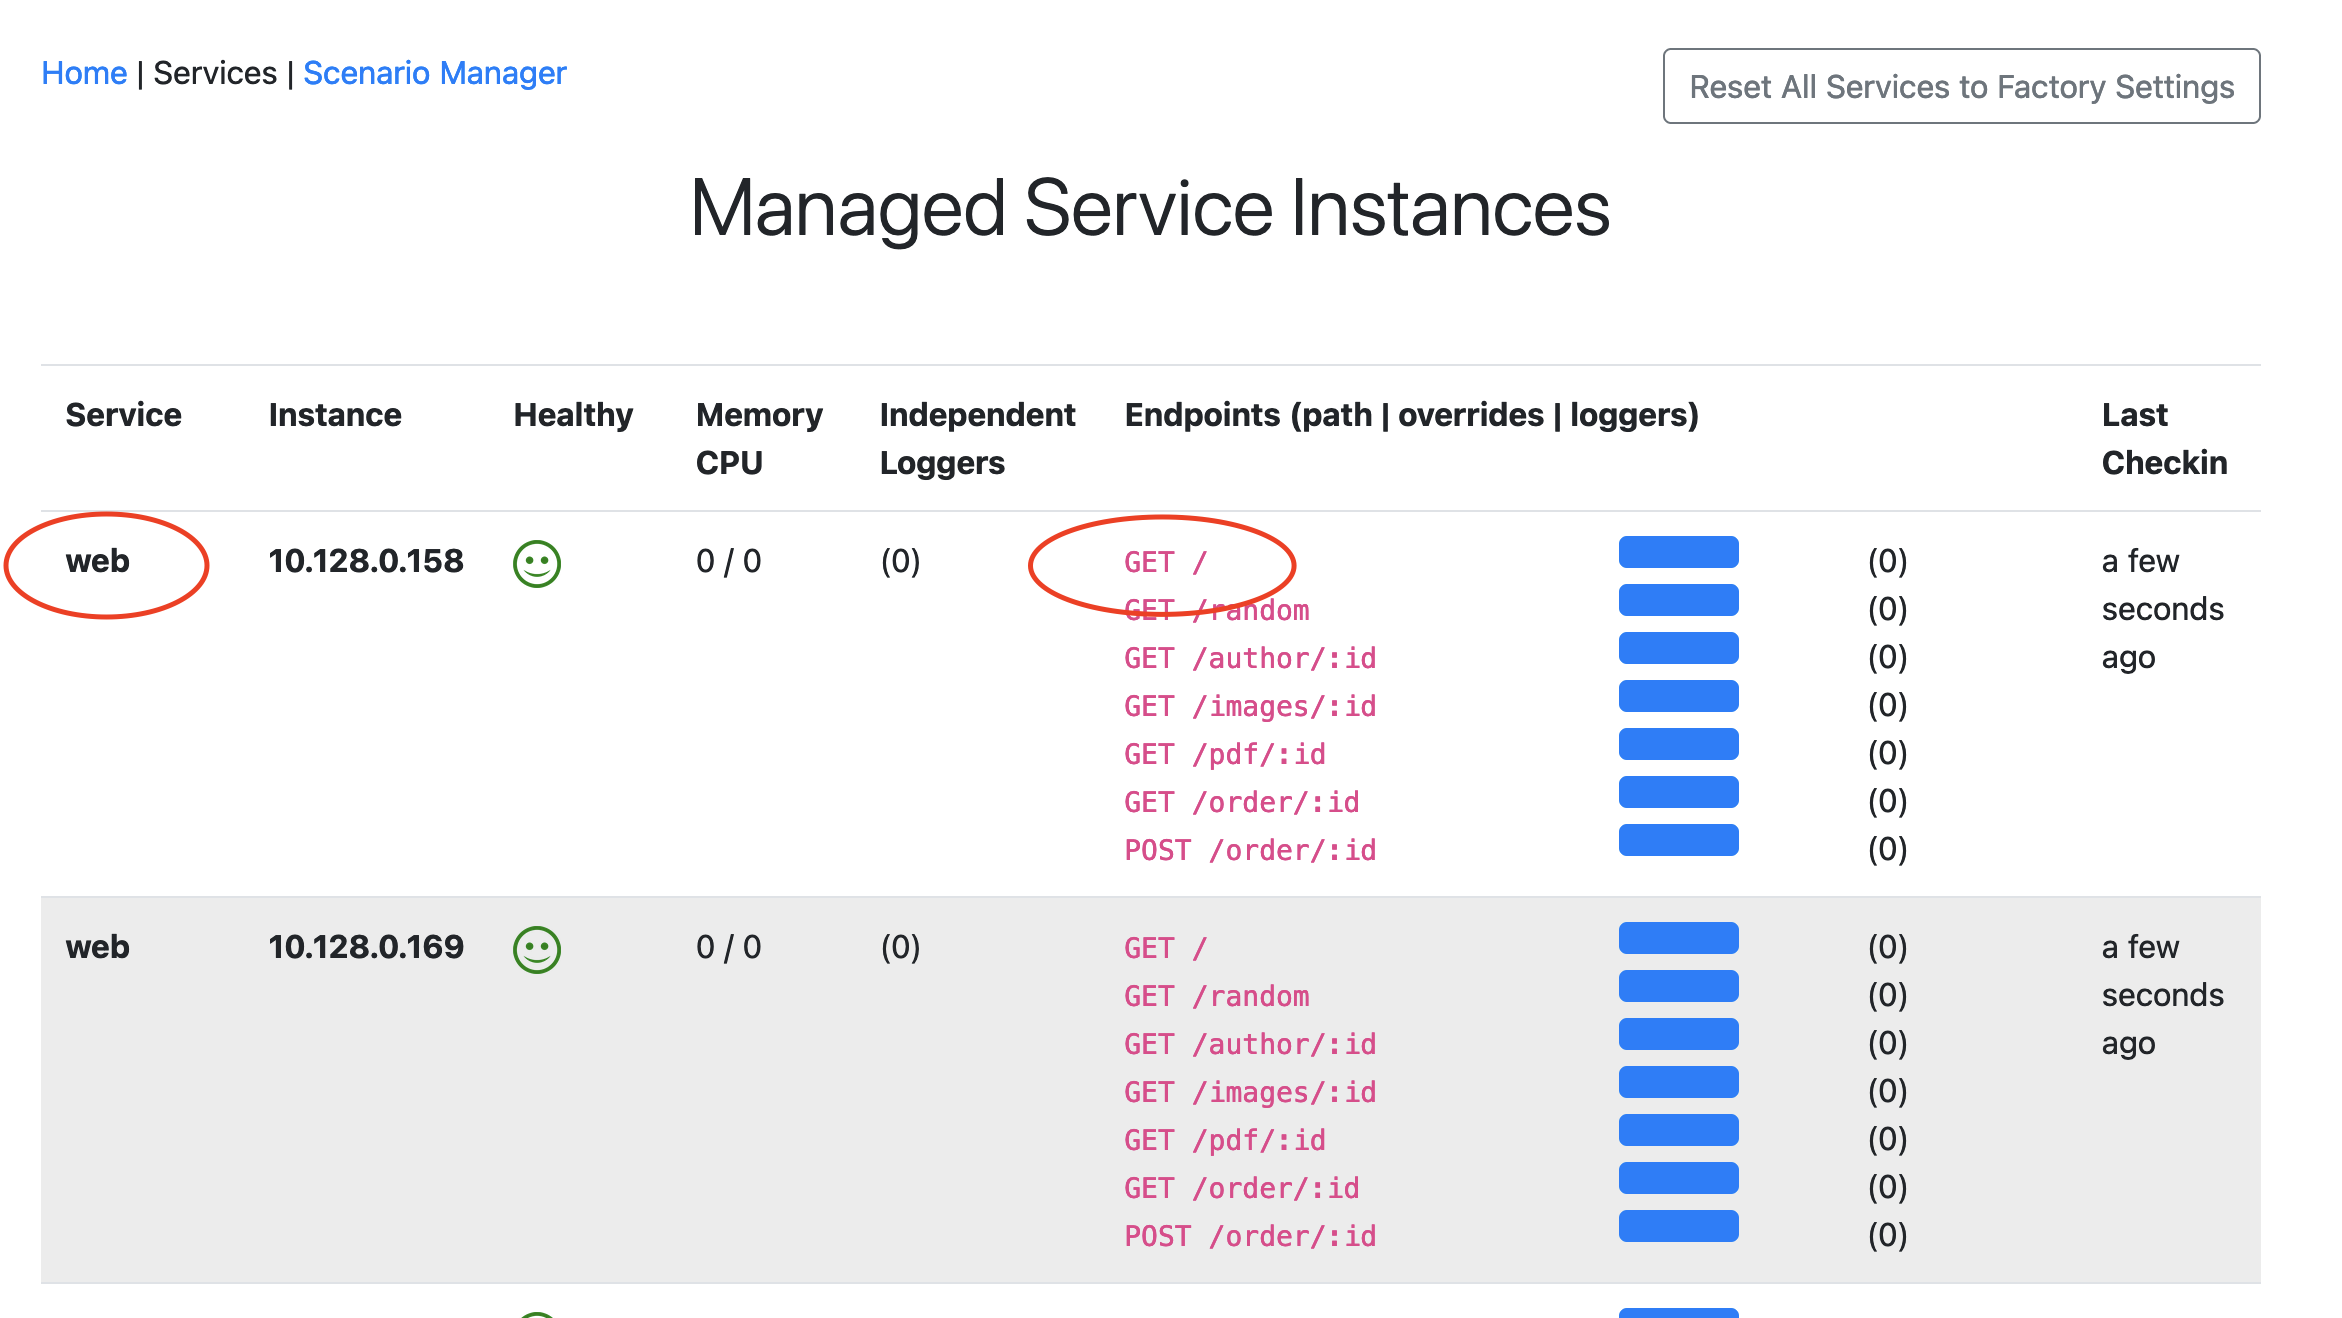 Home | Services | Scenario Manager
Reset All Services to Factory Settings
Managed Service Instances
Service Instance Healthy Memory CPU Independent Loggers Endpoints (path | overrides | loggers) Last Checkin
web 10.128.0.158 0 / 0 (0) GET / (0) a few
GET /random (0) seconds
GET /author/:id (0) ago
GET /images/:id (0)
GET /pdf/:id (0)
GET /order/:id (0)
POST /order/:id (0)
web 10.128.0.169 0 / 0 (0) GET / (0) a few
GET /random (0) seconds
GET /author/:id (0) ago
GET /images/:id (0)
GET /pdf/:id (0)
GET /order/:id (0)
POST /order/:id (0)